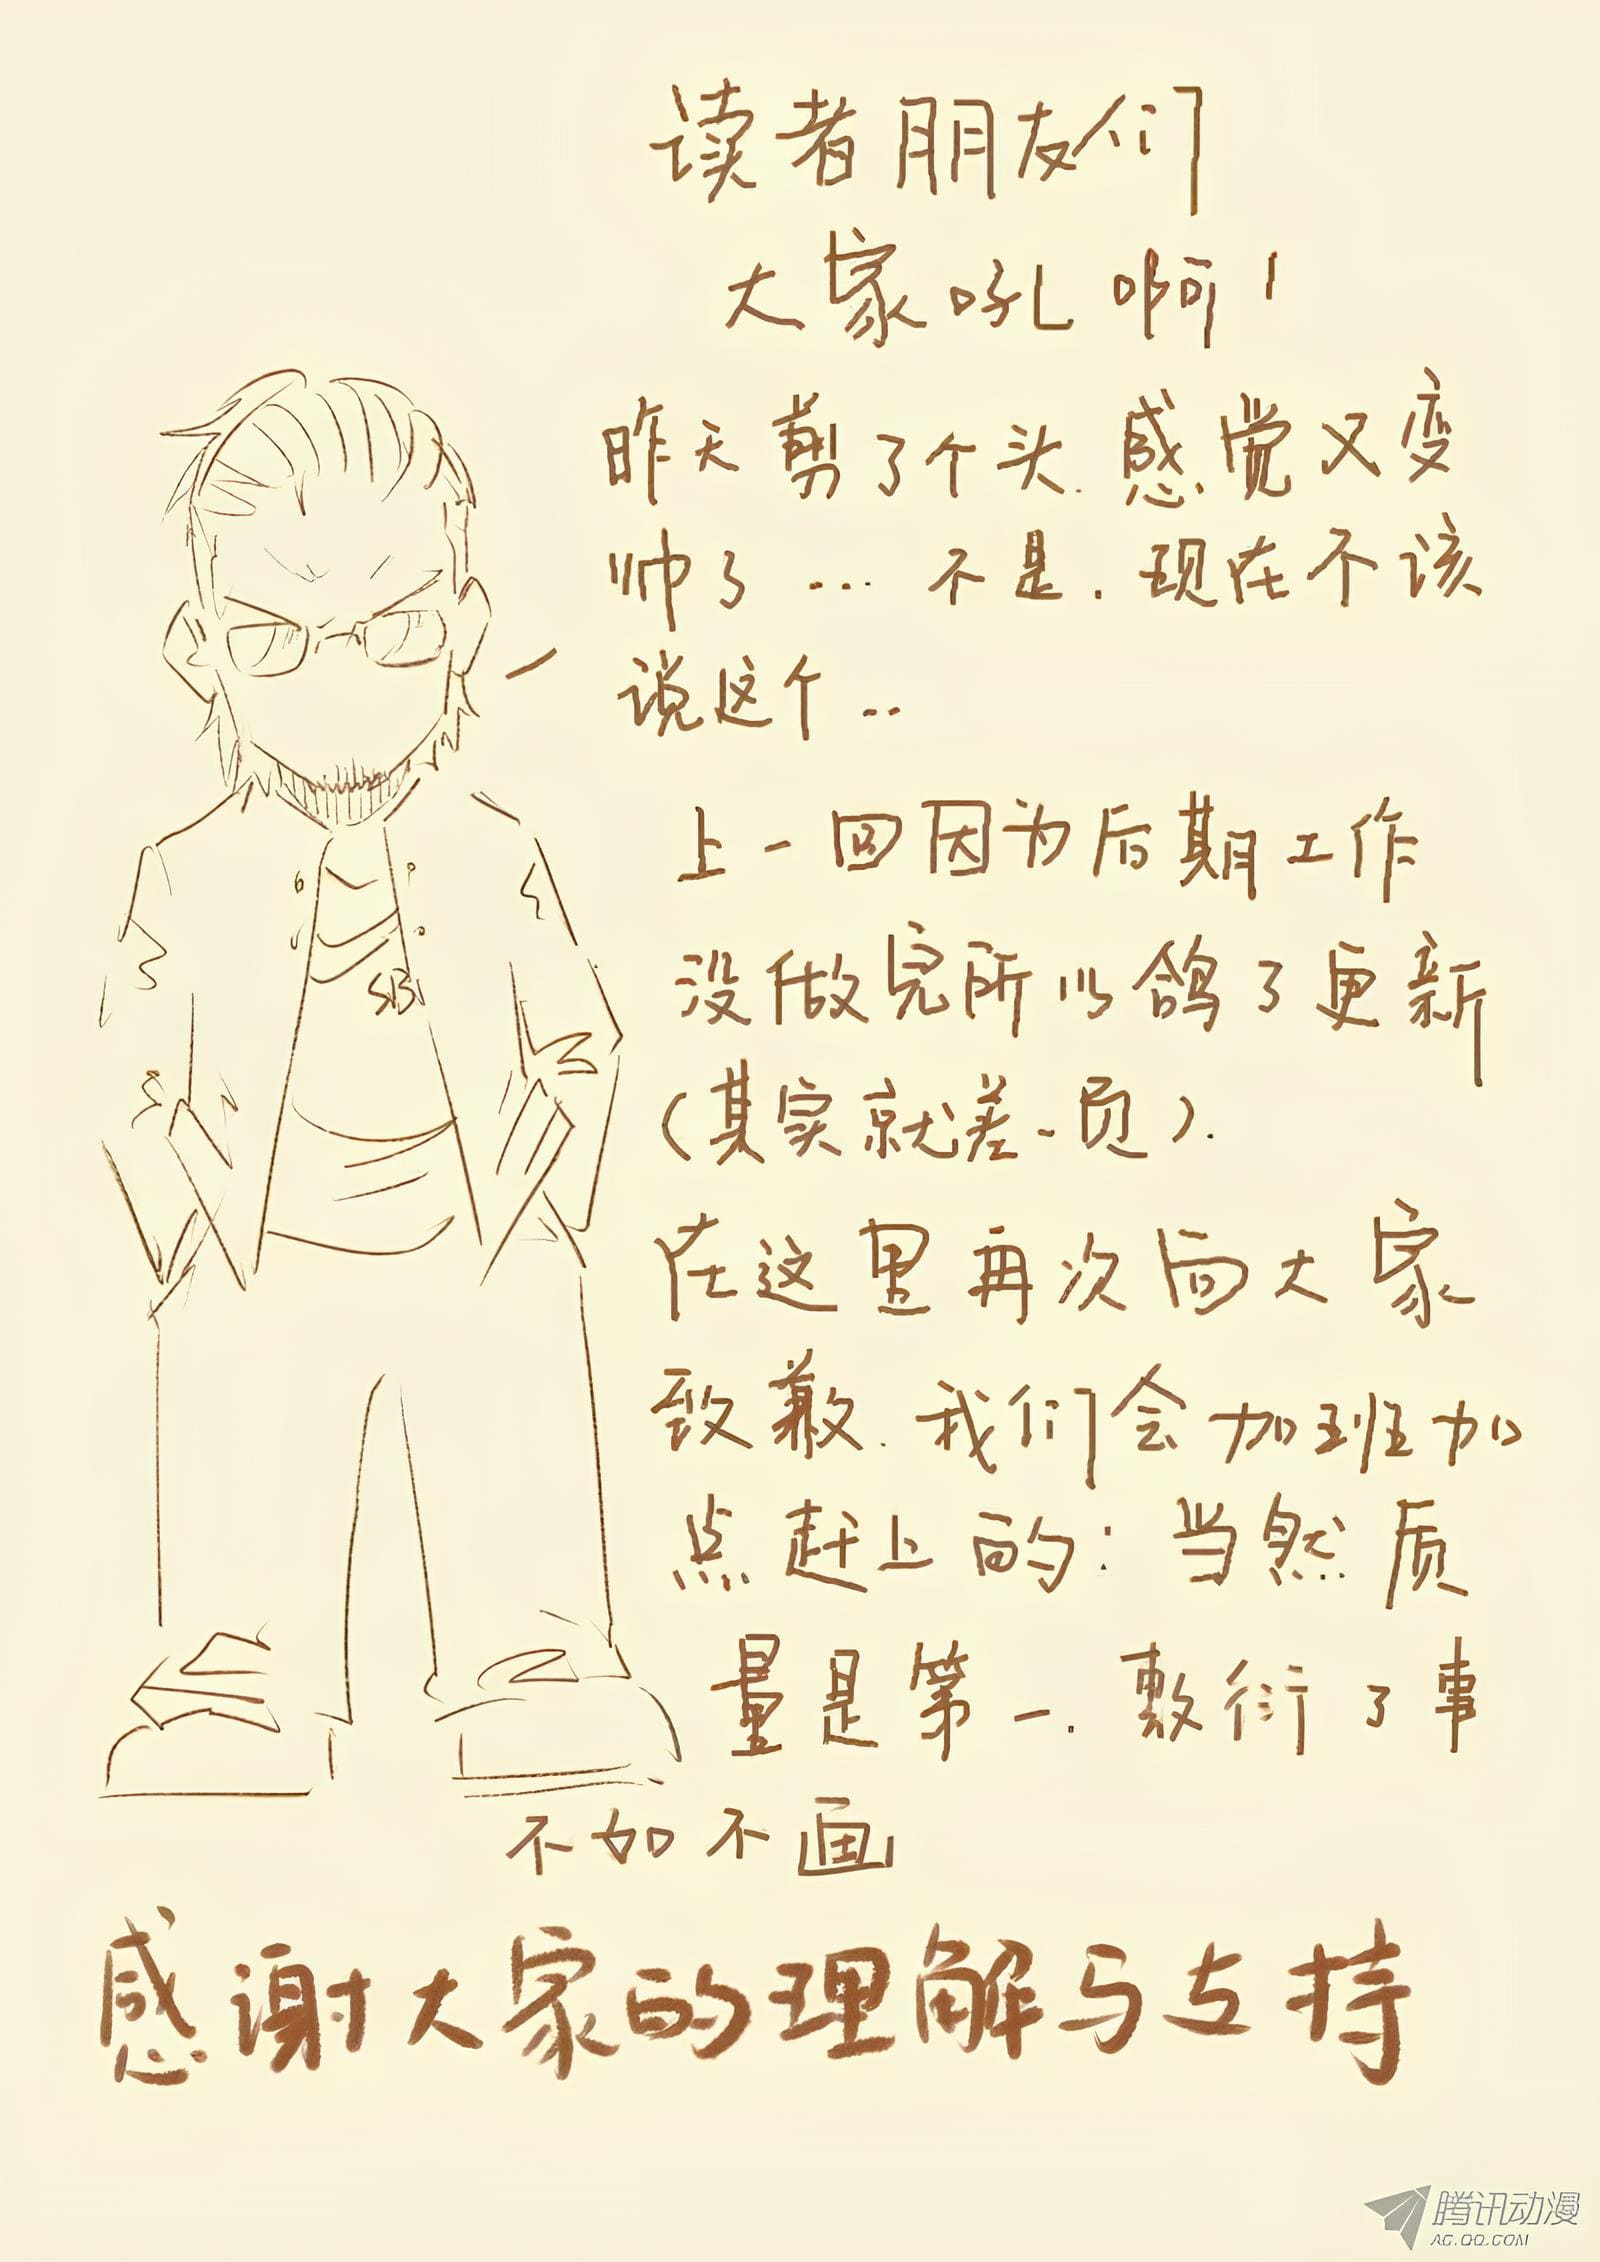 读者朋友们
大家吼啊！
昨天剪了个头.感觉又变
帅了...不是.现在不该
说这个..
上一回因为后期工作
没做完所以鸽了更新
(其实就差一页).
在这里再次向大家
致歉.我们会加班加
点赶上的:当然质
量是第一.敷衍了事
不如不画
SB
感谢大家的理解与支持
腾讯动漫
AC.QQ.COM